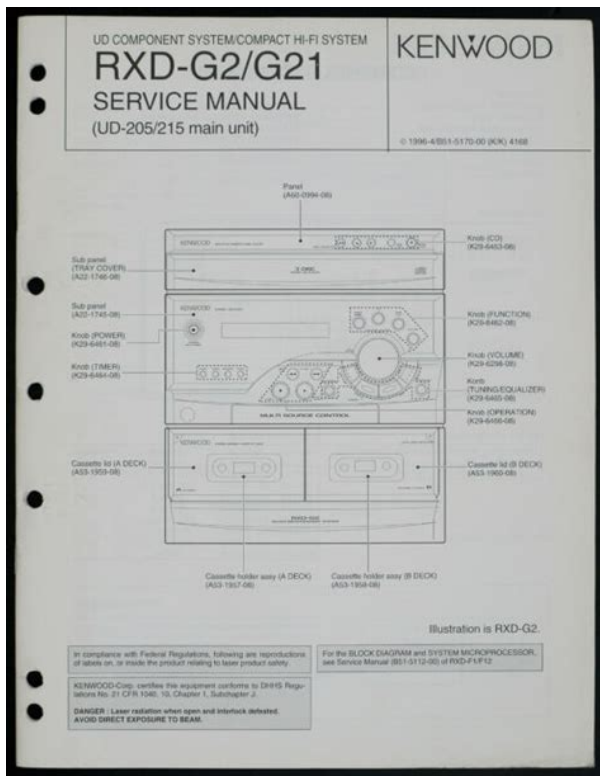 UD COMPONENT SYSTEM/COMPACT HI-FI SYSTEM
RXD-G2/G21
SERVICE MANUAL
(UD-205/215 main unit)
KENWOOD
© 1996-4/B51-5170-00 (K/K) 4168
Panel
(A60-0994-08)
Knob (CD)
(K29-6463-08)
Sub panel
(TRAY COVER)
(A22-1746-08)
Sub panel
(A22-1745-08)
Knob (POWER)
(K29-6461-08)
Knob (TIMER)
(K29-6464-08)
Knob (FUNCTION)
(K29-6462-08)
Knob (VOLUME)
(K29-6298-08)
Konb
(TUNING/EQUALIZER)
(K29-6465-08)
Knob (OPERATION)
(K29-6466-08)
KENWOOD
KENWOOD
MULTI SOURCE CONTROL
KENWOOD
Cassette lid (A DECK)
(A53-1959-08)
Cassette lid (B DECK)
(A53-1960-08)
Cassette holder assy (A DECK)
(A53-1957-08)
Cassette holder assy (B DECK)
(A53-1958-08)
Illustration is RXD-G2.
In compliance with Federal Regulations, following are reproductions
of labels on, or inside the product relating to laser product safety.
KENWOOD-Corp. certifies this equipment conforms to DHHS Regu-
lations No. 21 CFR 1040. 10, Chapter 1, Subchapter J.
DANGER : Laser radiation when open and interlock defeated.
AVOID DIRECT EXPOSURE TO BEAM.
For the BLOCK DIAGRAM and SYSTEM MICROPROCESSOR,
see Service Manual (B51-5112-00) of RXD-F1/F12